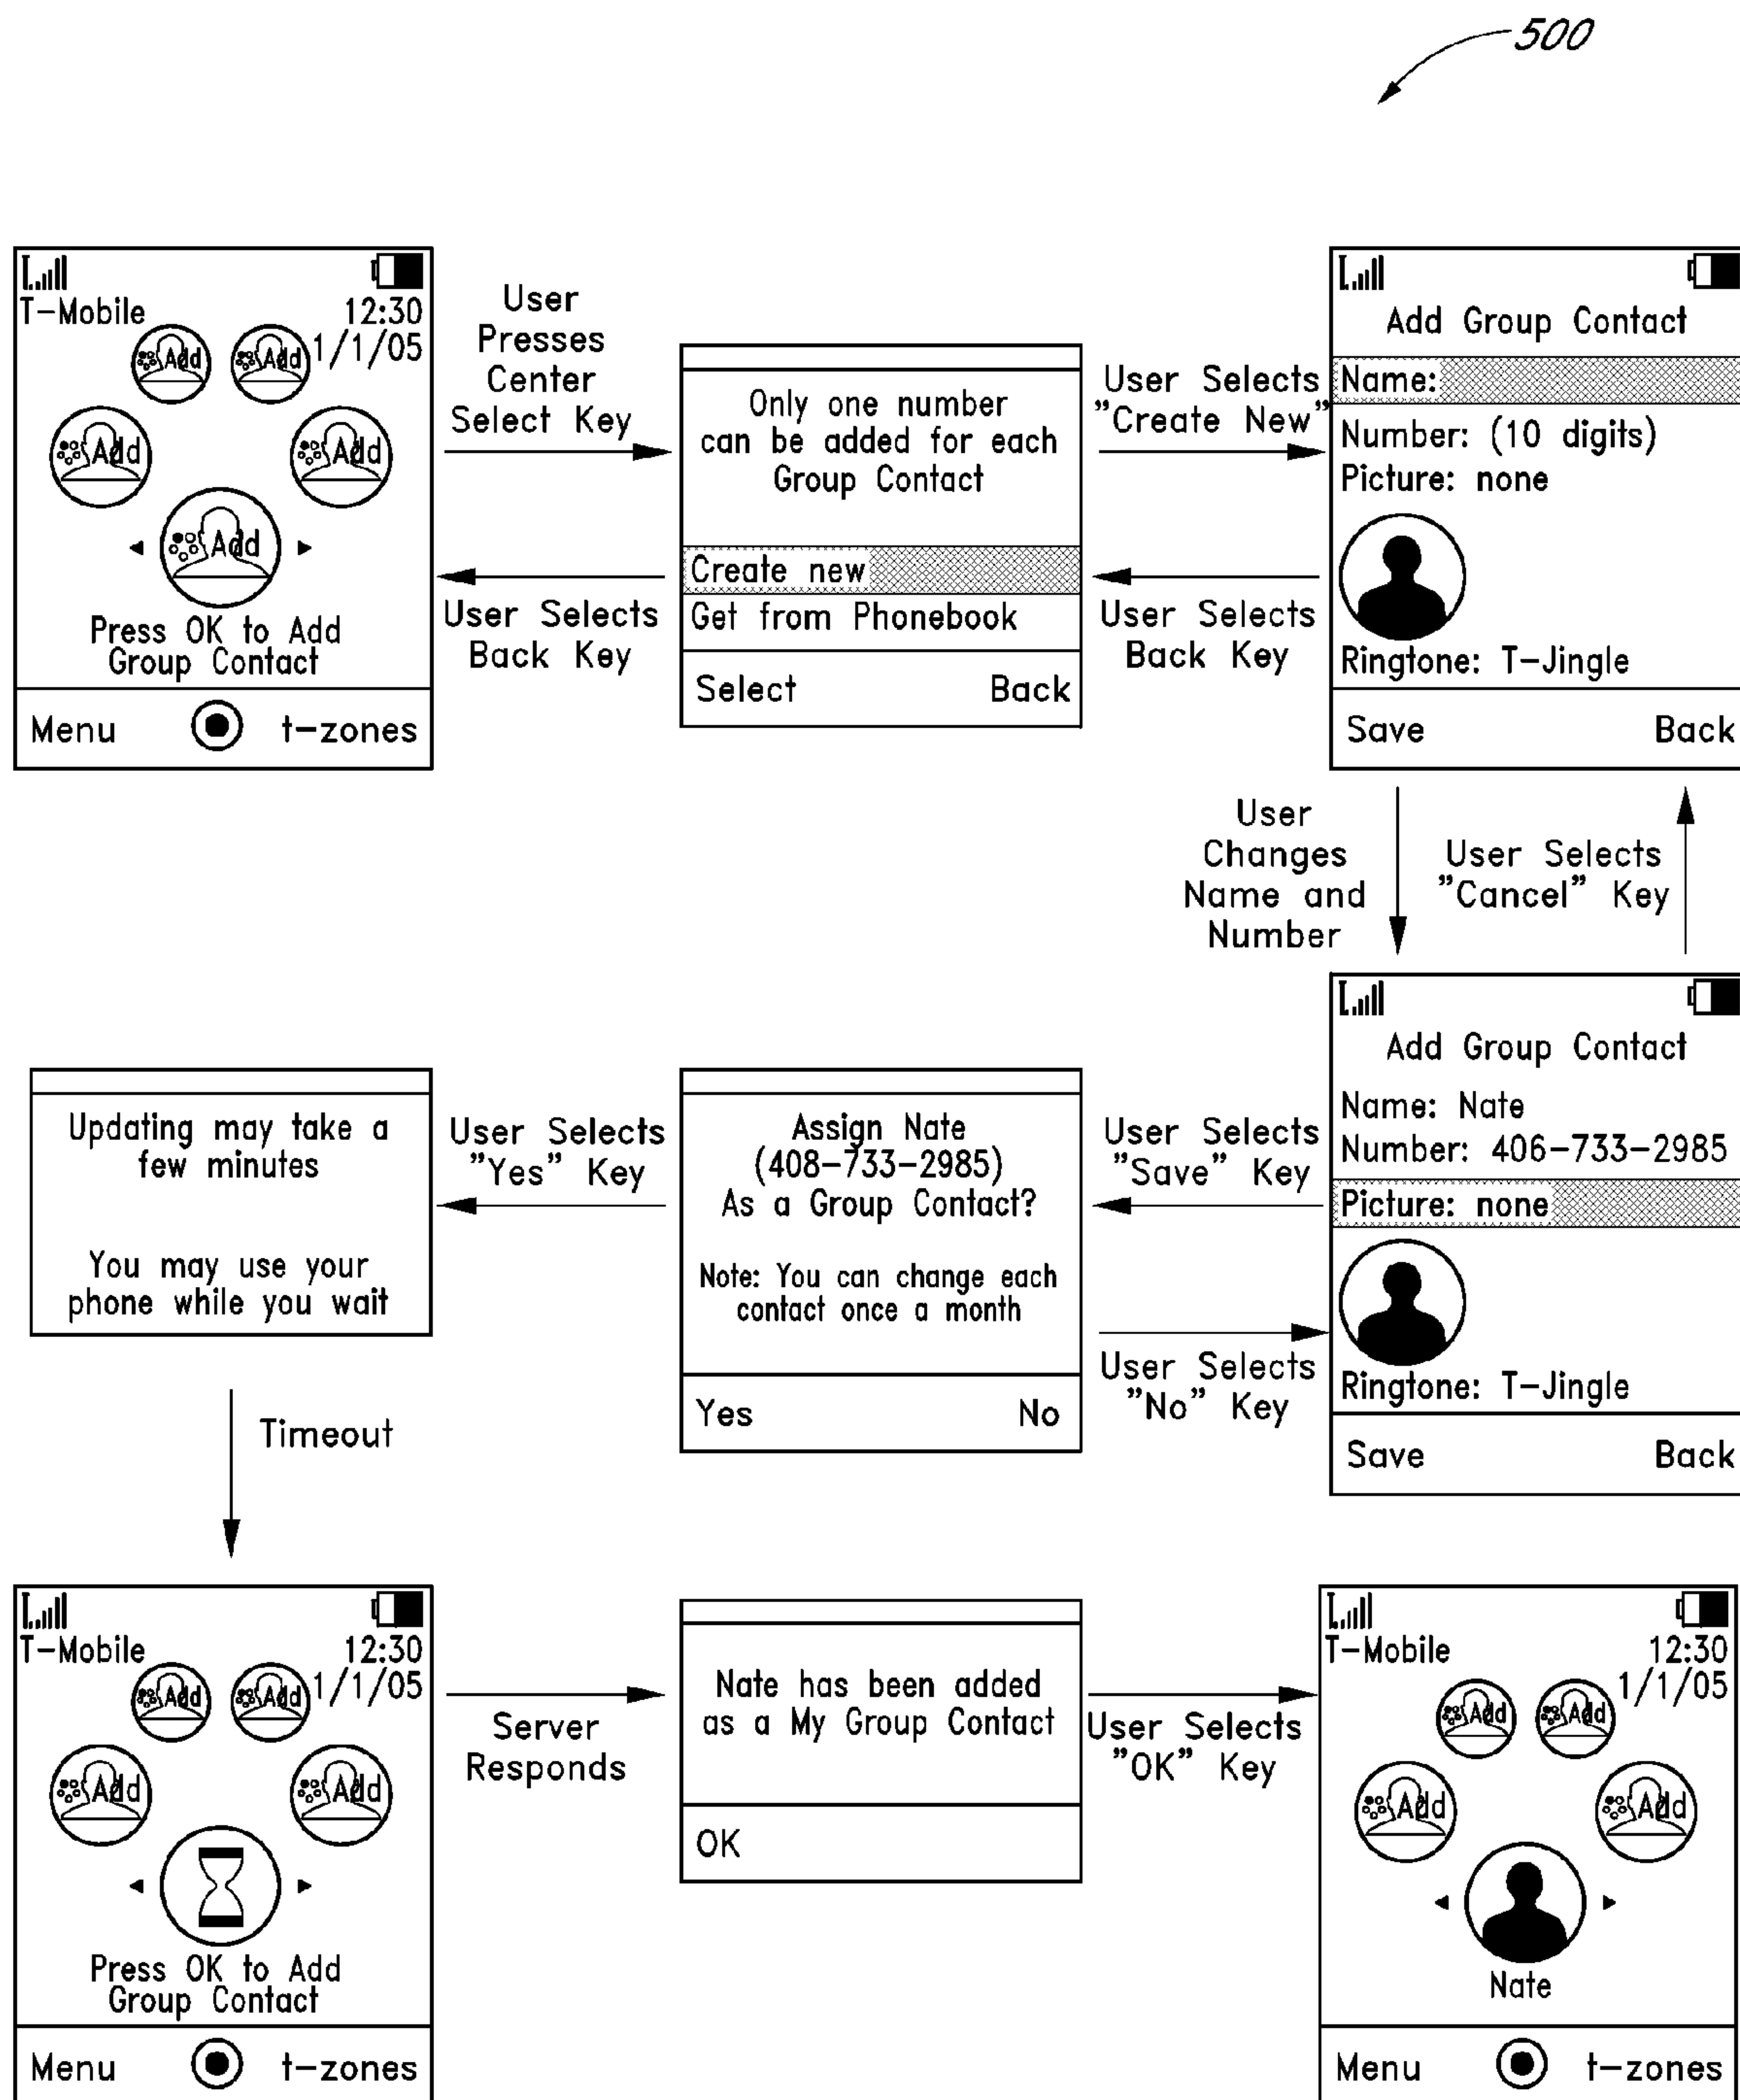 500
T-Mobile
12:30
1/1/05
Add
Add
Add
Add
Add
Press OK to Add
Group Contact
Menu
t-zones
User
Presses
Center
Select Key
User Selects
Back Key
Only one number
can be added for each
Group Contact
Create new
Get from Phonebook
Select
Back
User Selects
"Create New"
User Selects
Back Key
Add Group Contact
Name:
Number: (10 digits)
Picture: none
Ringtone: T-Jingle
Save
Back
User
Changes
Name and
Number
User Selects
"Cancel" Key
Add Group Contact
Name: Nate
Number: 406-733-2985
Picture: none
Ringtone: T-Jingle
Save
Back
User Selects
"Save" Key
User Selects
"No" Key
Assign Nate
(408-733-2985)
As a Group Contact?
Note: You can change each
contact once a month
Yes
No
User Selects
"Yes" Key
Updating may take a
few minutes
You may use your
phone while you wait
Timeout
T-Mobile
12:30
1/1/05
Add
Add
Add
Add
Press OK to Add
Group Contact
Menu
t-zones
Server
Responds
Nate has been added
as a My Group Contact
OK
User Selects
"OK" Key
T-Mobile
12:30
1/1/05
Add
Add
Add
Add
Nate
Menu
t-zones